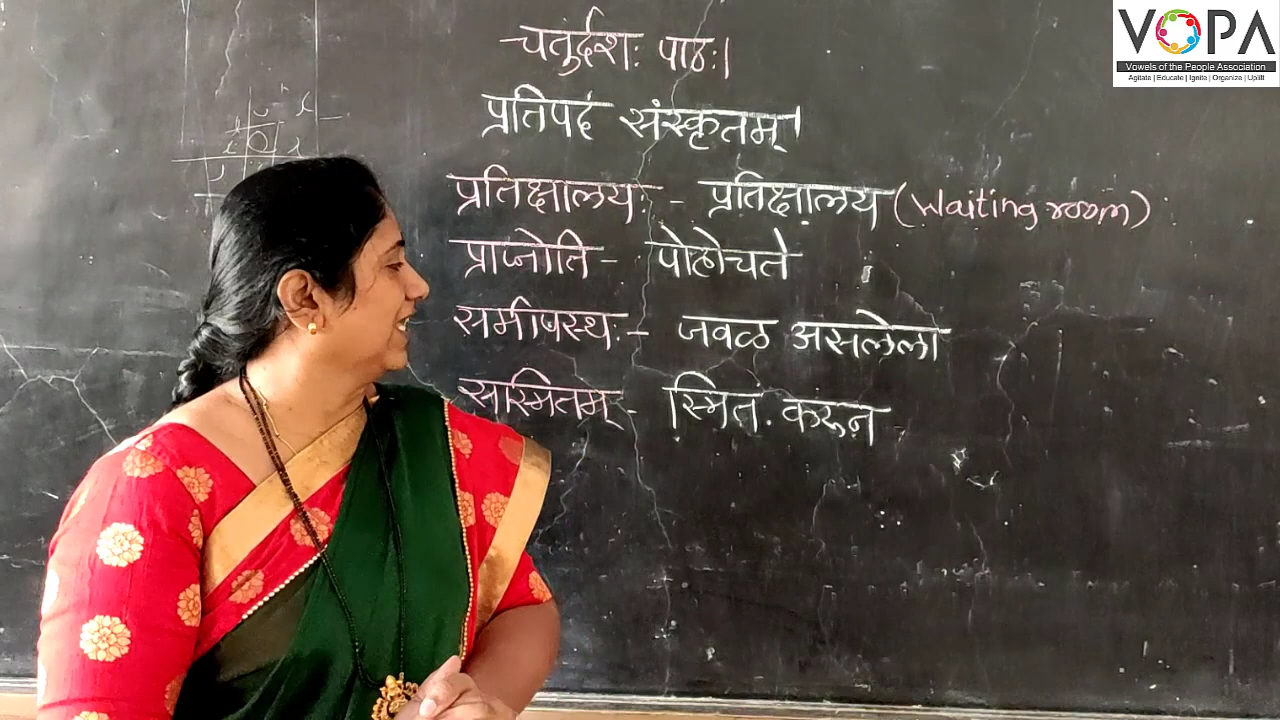 चतुर्दशः पाठः।
प्रतिपदं संस्कृतम्।
प्रतिक्षालयः - प्रतिक्षालय (Waiting room)
प्राप्नोति - पोहोचते
समीपस्थः - जवळ असलेला
सस्मितम् - स्मित करून
VOPA
Vowels of the People Association
Agitate | Educate | Ignite | Organize | Uplift